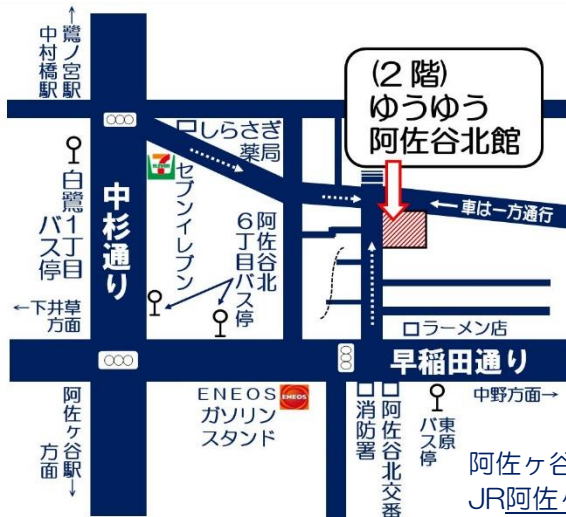 ←鷺ノ宮駅
中村橋駅
(2階)
ゆうゆう
阿佐谷北館
しらさぎ
薬局
7
ELEVEN
セブンイレブン
白鷺1丁目
バス停
中杉通り
阿佐谷北
6丁目バス停
←車は一方通行
←下井草
方面
ラーメン店
早稲田通り
中野方面→
ENEOS
ガソリン
スタンド
ENEOS
消防署
阿佐谷北交番
東原
バス停
阿佐ヶ谷駅→
方面
阿佐ヶ谷
JR阿佐